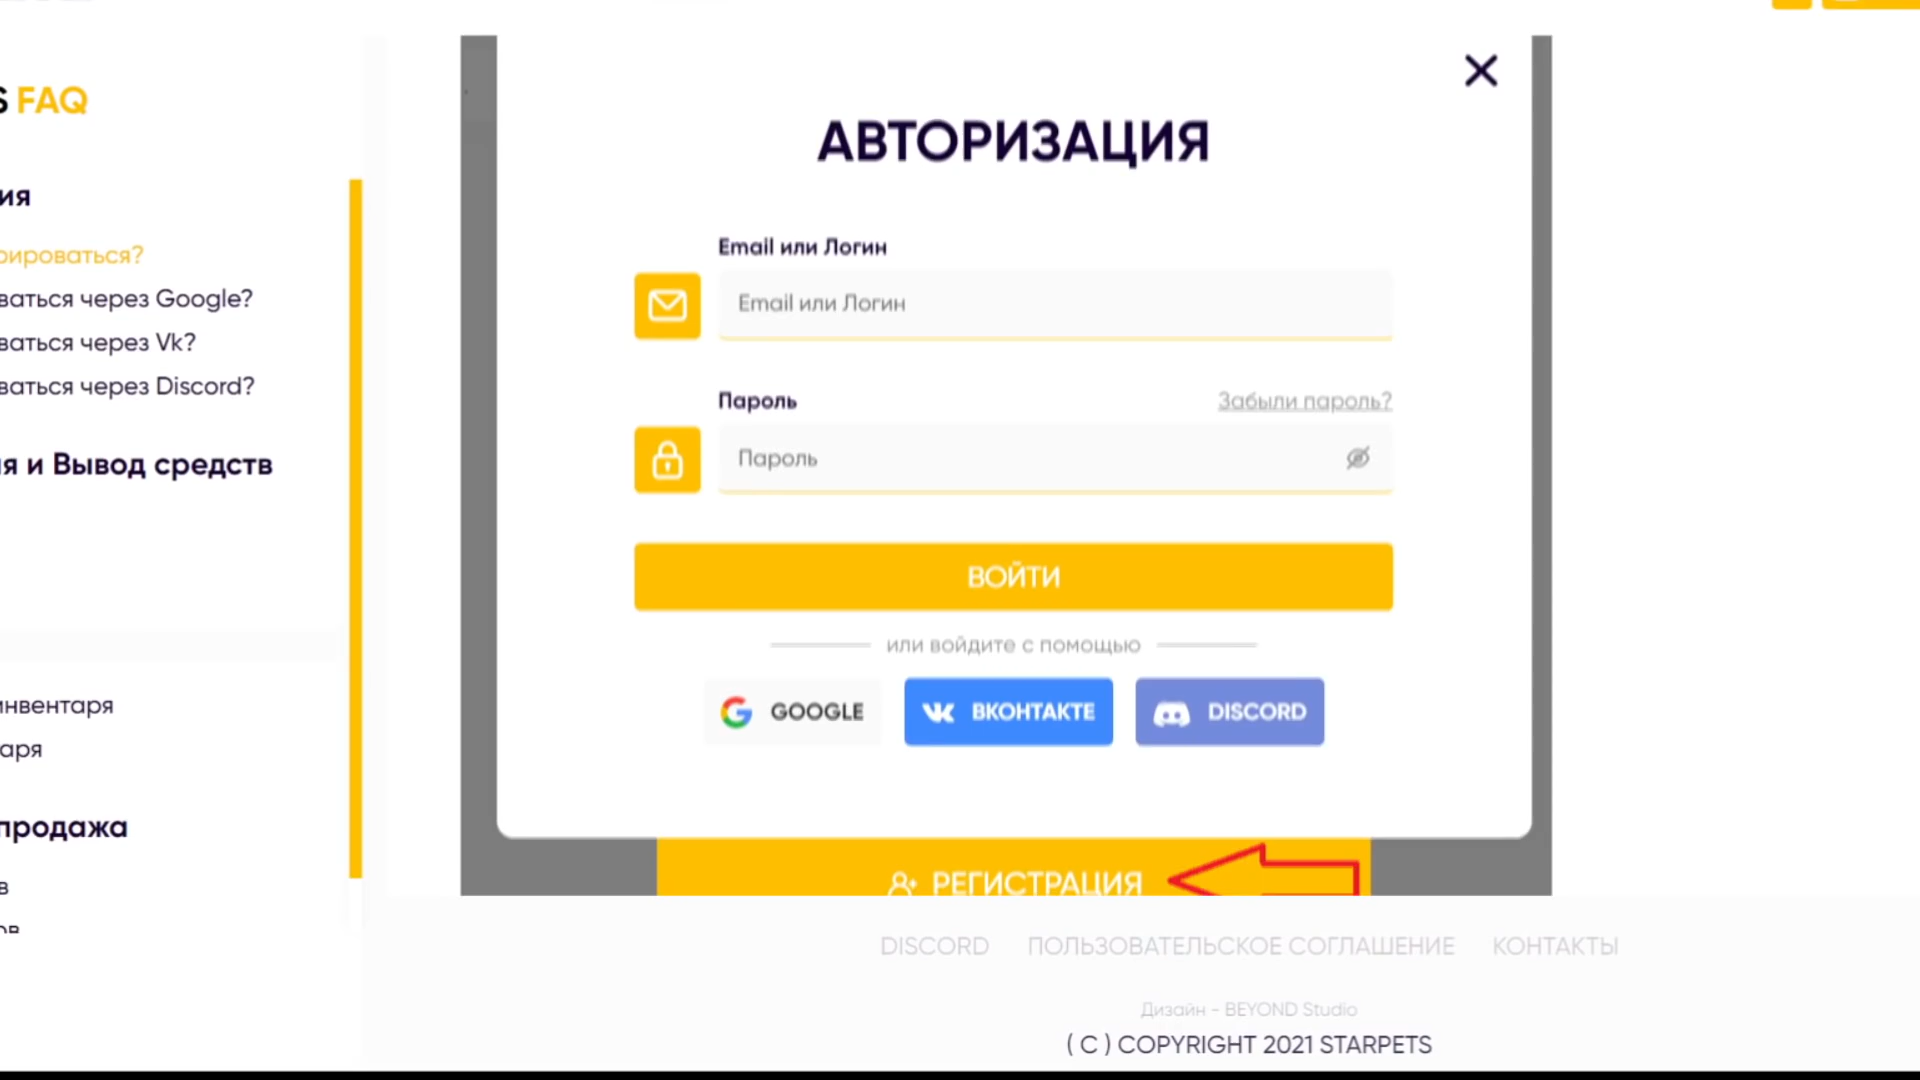 FAQ
ия
рироваться?
ваться через Google?
ваться через Vk?
ваться через Discord?
я и Вывод средств
нвентаря
аря
продажа
в
ов
АВТОРИЗАЦИЯ
Email или Логин
Email или Логин
Пароль
Забыли пароль?
Пароль
ВОЙТИ
или войдите с помощью
GOOGLE
ВКОНТАКТЕ
DISCORD
РЕГИСТРАЦИЯ
DISCORD ПОЛЬЗОВАТЕЛЬСКОЕ СОГЛАШЕНИЕ КОНТАКТЫ
Дизайн - BEYOND Studio
( C ) COPYRIGHT 2021 STARPETS